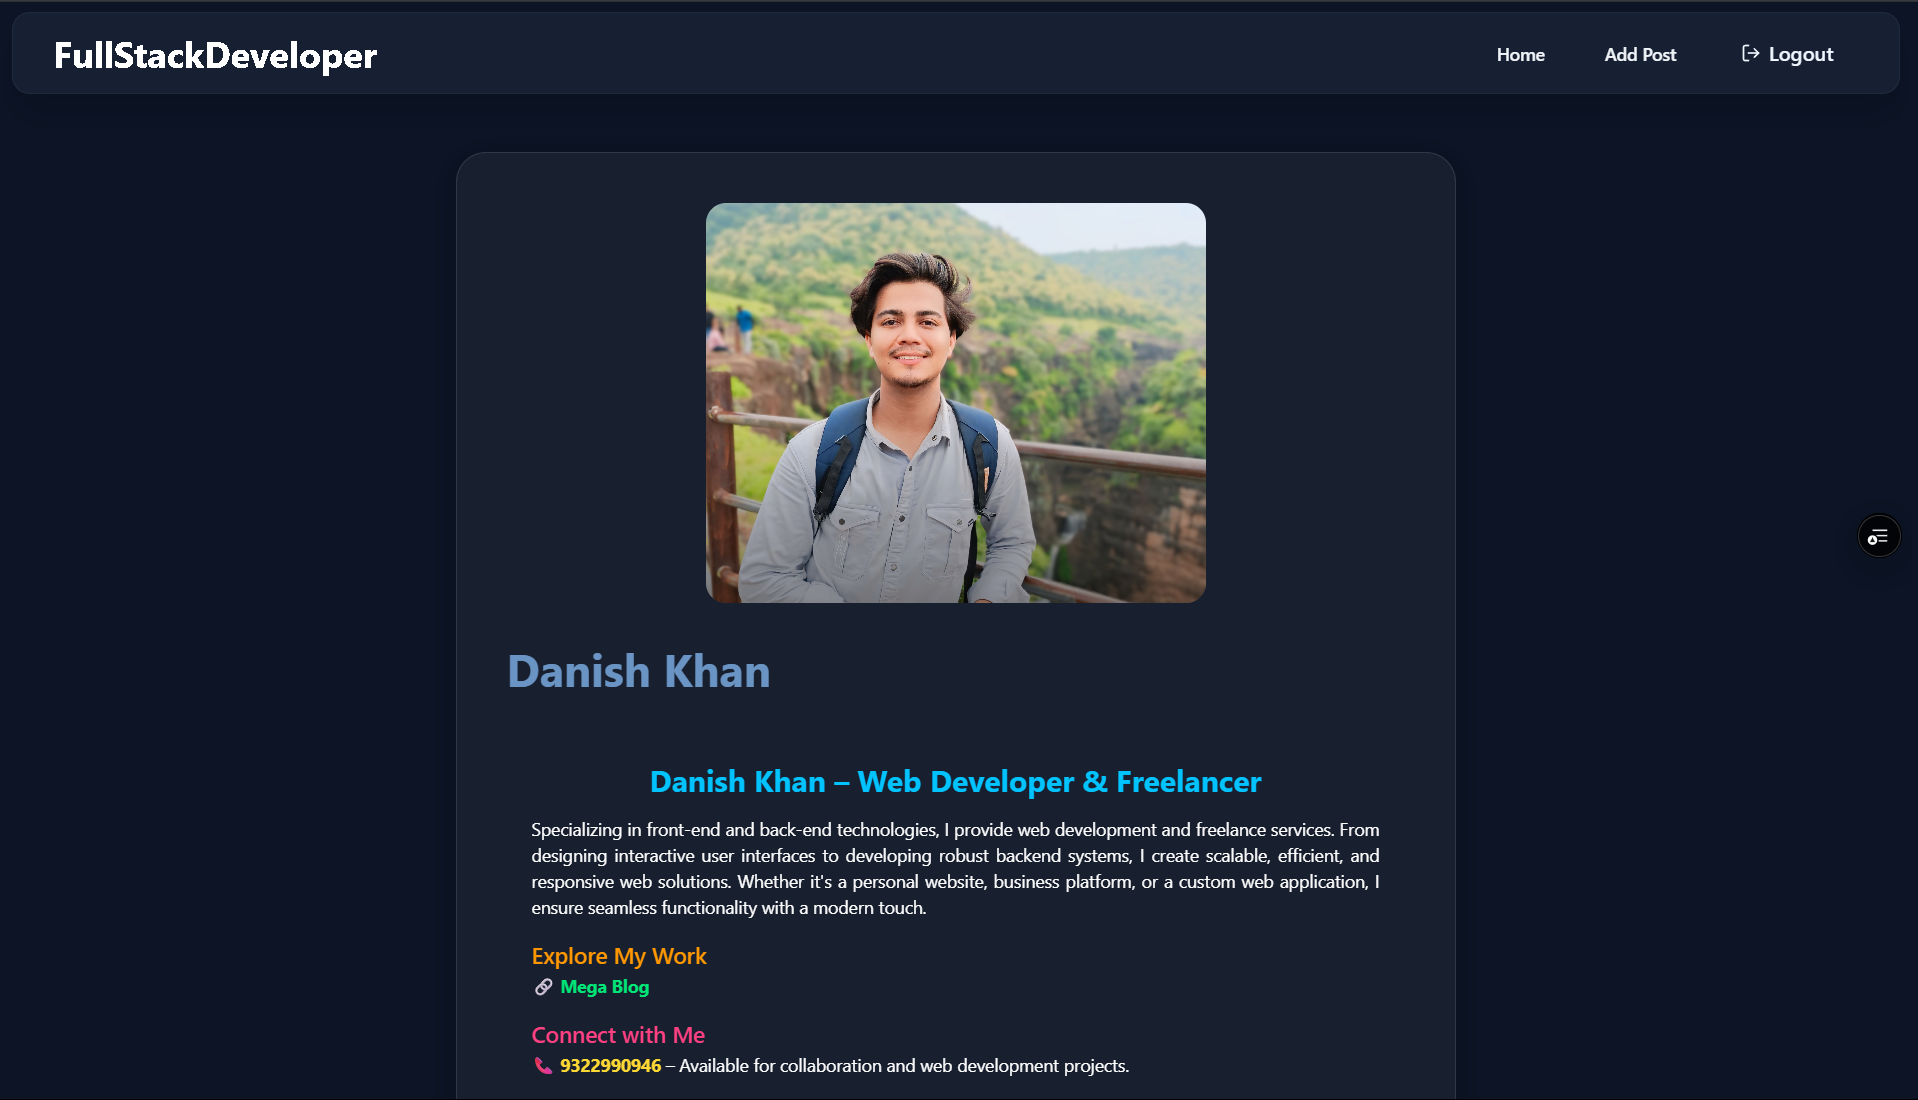 FullStackDeveloper
Home
Add Post
Logout
Danish Khan
Danish Khan – Web Developer & Freelancer
Specializing in front-end and back-end technologies, I provide web development and freelance services. From
designing interactive user interfaces to developing robust backend systems, I create scalable, efficient, and
responsive web solutions. Whether it's a personal website, business platform, or a custom web application, I
ensure seamless functionality with a modern touch.
Explore My Work
🔗 Mega Blog
Connect with Me
📞 9322990946 – Available for collaboration and web development projects.